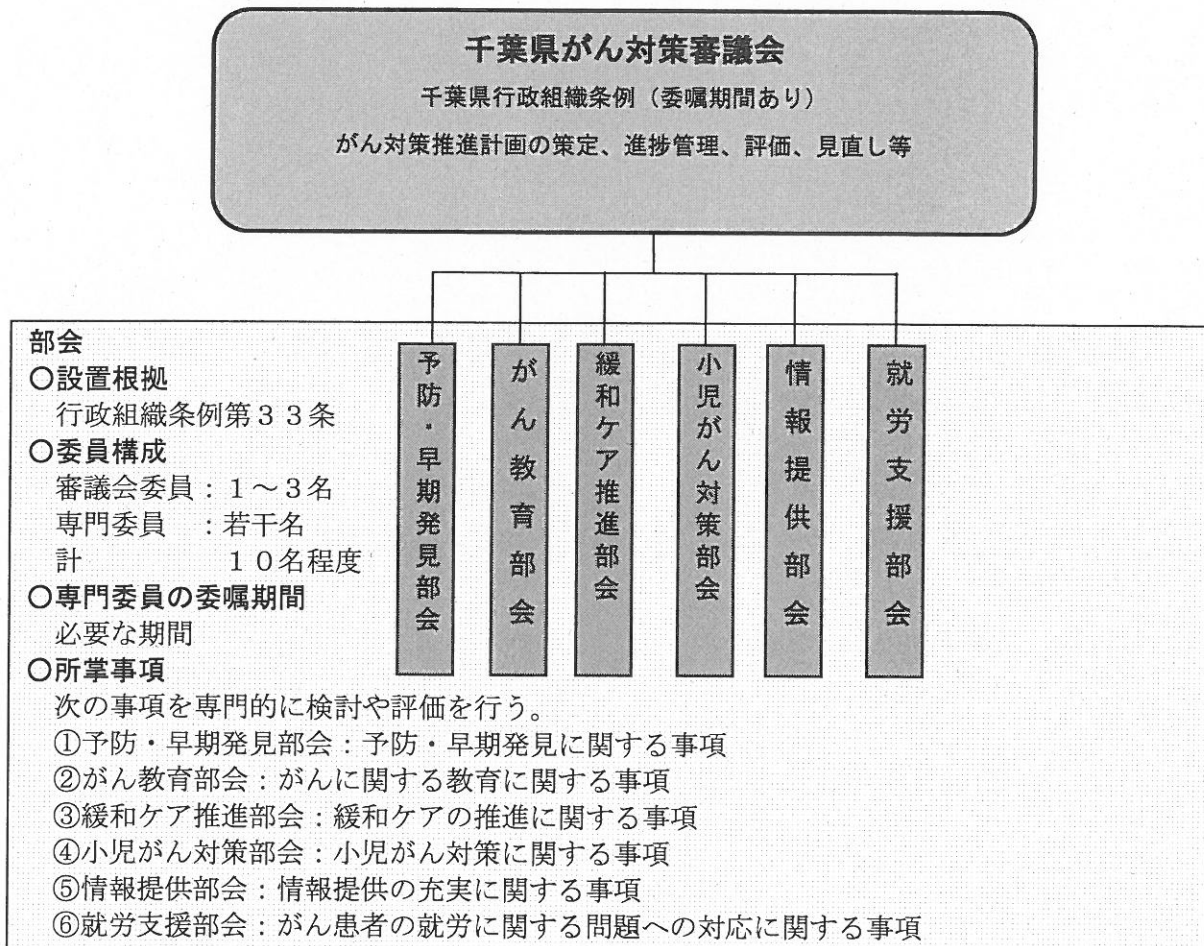 千葉県がん対策審議会
千葉県行政組織条例（委嘱期間あり）
がん対策推進計画の策定、進捗管理、評価、見直し等
部会
○設置根拠
行政組織条例第３３条
○委員構成
審議会委員：１～３名
専門委員　：若干名
計　　　　　１０名程度
○専門委員の委嘱期間
必要な期間
○所掌事項
予防・早期発見部会
がん教育部会
緩和ケア推進部会
小児がん対策部会
情報提供部会
就労支援部会
次の事項を専門的に検討や評価を行う。
①予防・早期発見部会：予防・早期発見に関する事項
②がん教育部会：がんに関する教育に関する事項
③緩和ケア推進部会：緩和ケアの推進に関する事項
④小児がん対策部会：小児がん対策に関する事項
⑤情報提供部会：情報提供の充実に関する事項
⑥就労支援部会：がん患者の就労に関する問題への対応に関する事項